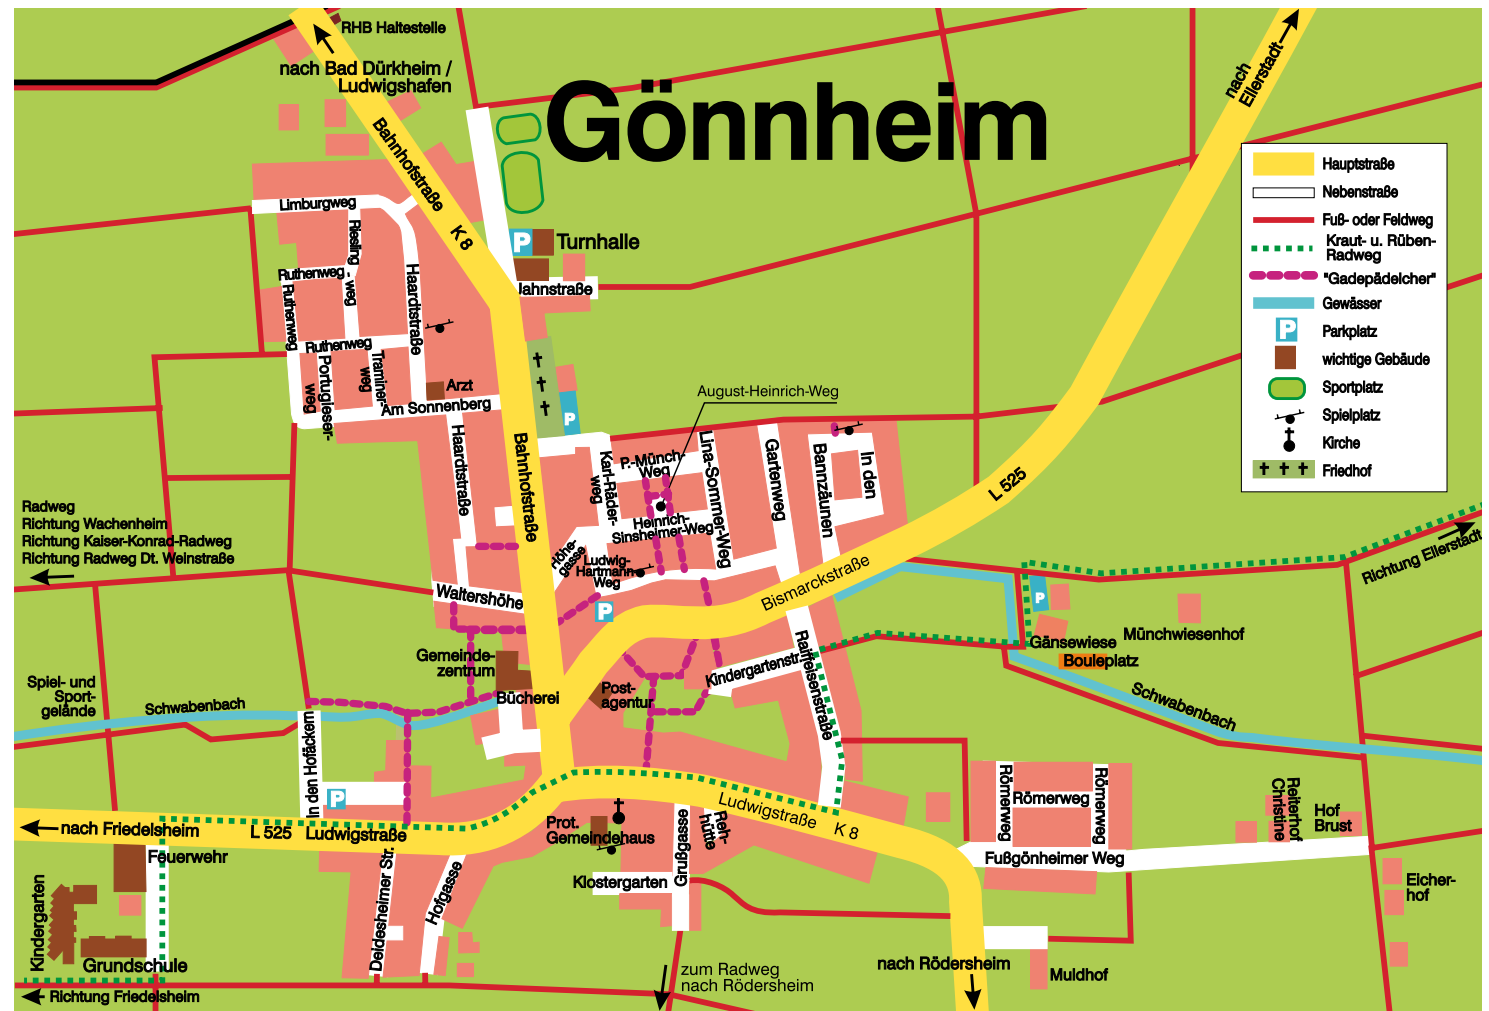 RHB Haltestelle
nach Bad Dürkheim /
Ludwigshafen
Gönnheim
nach
Ellerstadt
Bahnhofstraße
K 8
Hauptstraße
Nebenstraße
Fuß- oder Feldweg
Kraut- u. Rüben-
Radweg
"Gadepädelcher"
Gewässer
P
Parkplatz
wichtige Gebäude
Sportplatz
Spielplatz
Kirche
Friedhof
Limburgweg
Riesling
-
weg
P
Turnhalle
Jahnstraße
Ruthenweg
Ruthenweg
Haardtstraße
Ruthenweg
Portugieser-
weg
Traminer-
weg
Arzt
Am Sonnenberg
P
August-Heinrich-Weg
Haardtstraße
Bahnhofstraße
Karl-Räder-
weg
P.-Münch-
Weg
Lina-Sommer-Weg
Gartenweg
Bannzäunen
In den
L 525
Heinrich-
Sinsheimer-Weg
Höhe-
gasse
Ludwig-
Hartmann-
Weg
Radweg
Richtung Wachenheim
Richtung Kaiser-Konrad-Radweg
Richtung Radweg Dt. Weinstraße
Waltershöhe
P
Bismarckstraße
Richtung Ellerstadt
P
Gänsewiese
Münchwiesenhof
Bouleplatz
Schwabenbach
Gemeinde-
zentrum
Bücherei
Post-
agentur
Kindergartenstr.
Raiffeisenstraße
Spiel- und
Sport-
gelände
Schwabenbach
In den Hofäckern
P
nach Friedelsheim
L 525
Ludwigstraße
Ludwigstraße
K 8
Prot.
Gemeindehaus
Grußgasse
Reh-
hütte
Klostergarten
Römerweg
Römerweg
Römerweg
Fußgönheimer Weg
Reiterhof
Christine
Hof
Brust
Eicher-
hof
Feuerwehr
Kindergarten
Grundschule
Richtung Friedelsheim
Deidesheimer Str.
Hofgasse
zum Radweg
nach Rödersheim
nach Rödersheim
Muldhof